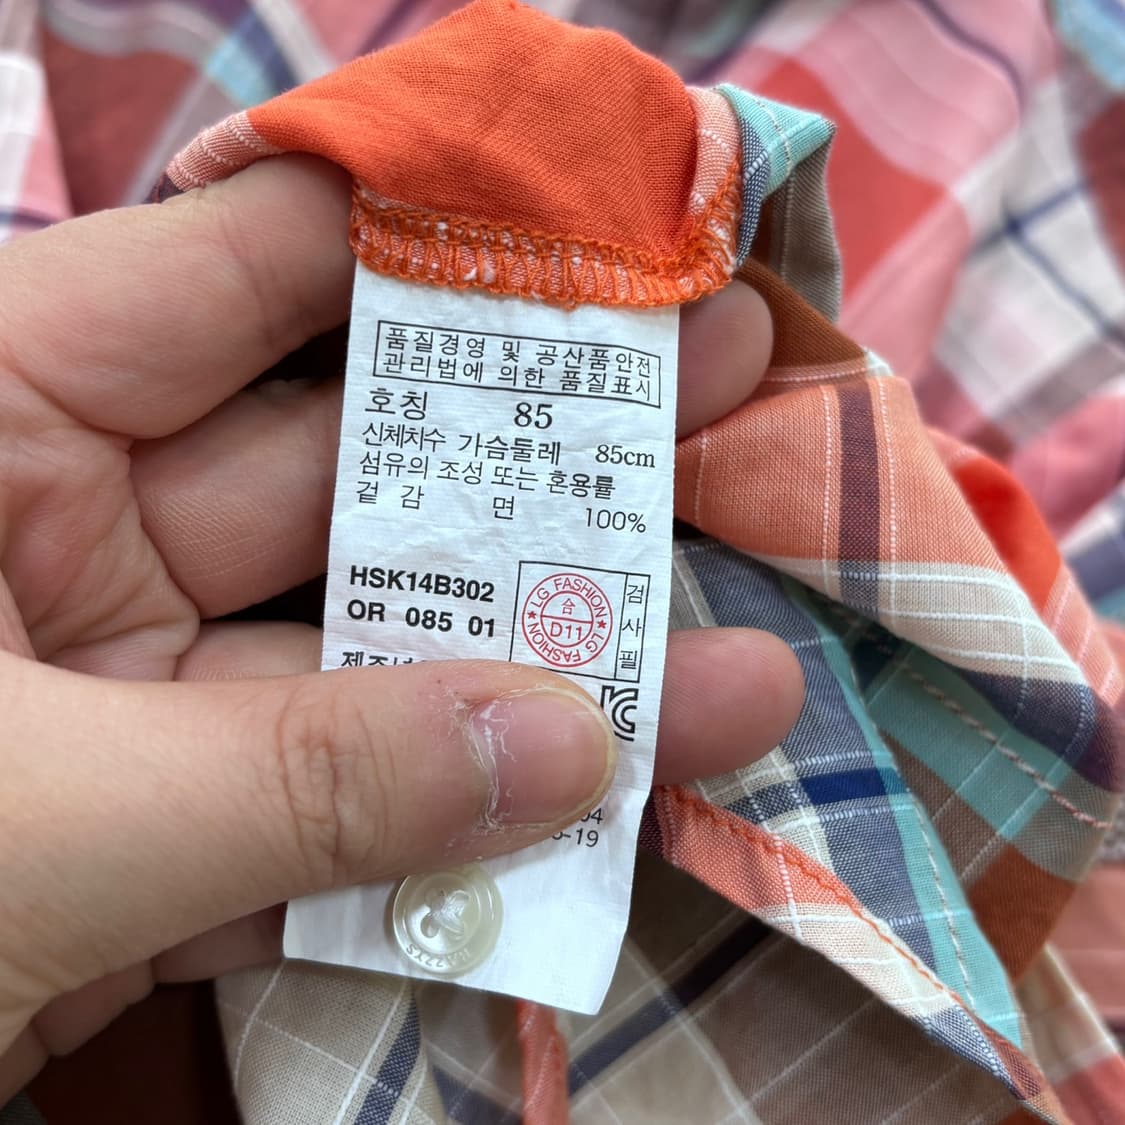 품질경영 및 공산품안전
관리법에 의한 품질표시
호칭 85
신체치수 가슴둘레 85cm
섬유의 조성 또는 혼용률
겉감 면 100%
HSK14B302
OR 085 01
LG FASHION LG FASHION
合
D11
검사필
-19